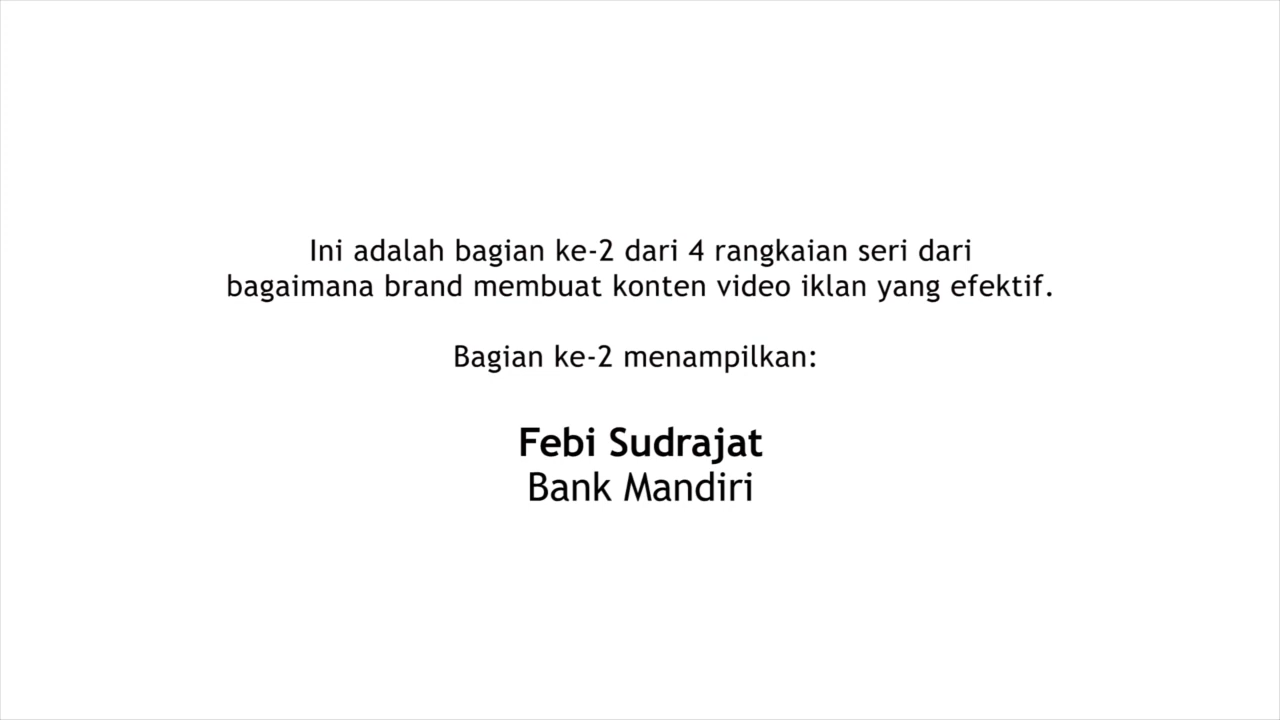 Ini adalah bagian ke-2 dari 4 rangkaian seri dari
bagaimana brand membuat konten video iklan yang efektif.
Bagian ke-2 menampilkan:
Febi Sudrajat
Bank Mandiri